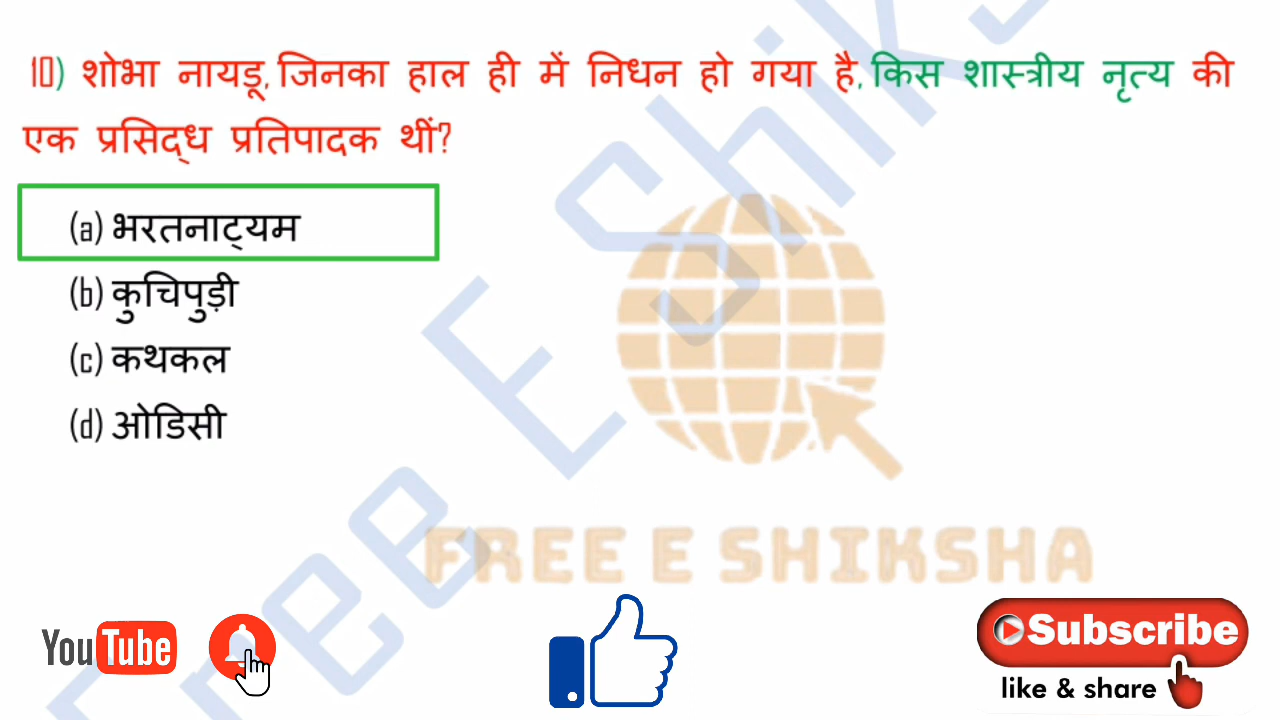 10) शोभा नायडू, जिनका हाल ही में निधन हो गया है, किस शास्त्रीय नृत्य की
एक प्रसिद्ध प्रतिपादक थीं?
(a) भरतनाट्यम
(b) कुचिपुड़ी
(c) कथकल
(d) ओडिसी
Free E Shiksha
FREE E SHIKSHA
YouTube
Subscribe
like & share